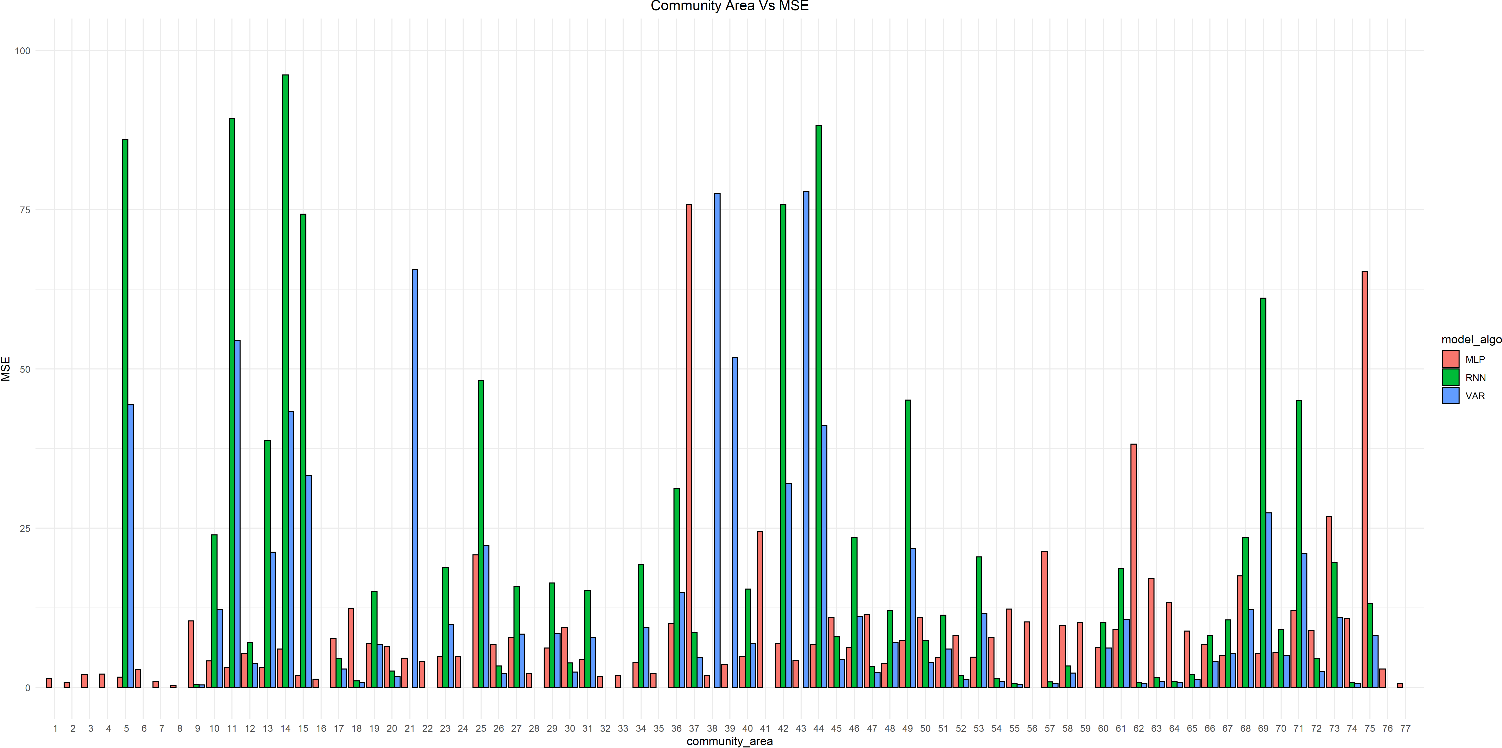 Community Area Vs MSE
100
75
50
25
0
MSE
1 2 3 4 5 6 7 8 9 10 11 12 13 14 15 16 17 18 19 20 21 22 23 24 25 26 27 28 29 30 31 32 33 34 35 36 37 38 39 40 41 42 43 44 45 46 47 48 49 50 51 52 53 54 55 56 57 58 59 60 61 62 63 64 65 66 67 68 69 70 71 72 73 74 75 76 77
community_area
model_algo
MLP
RNN
VAR